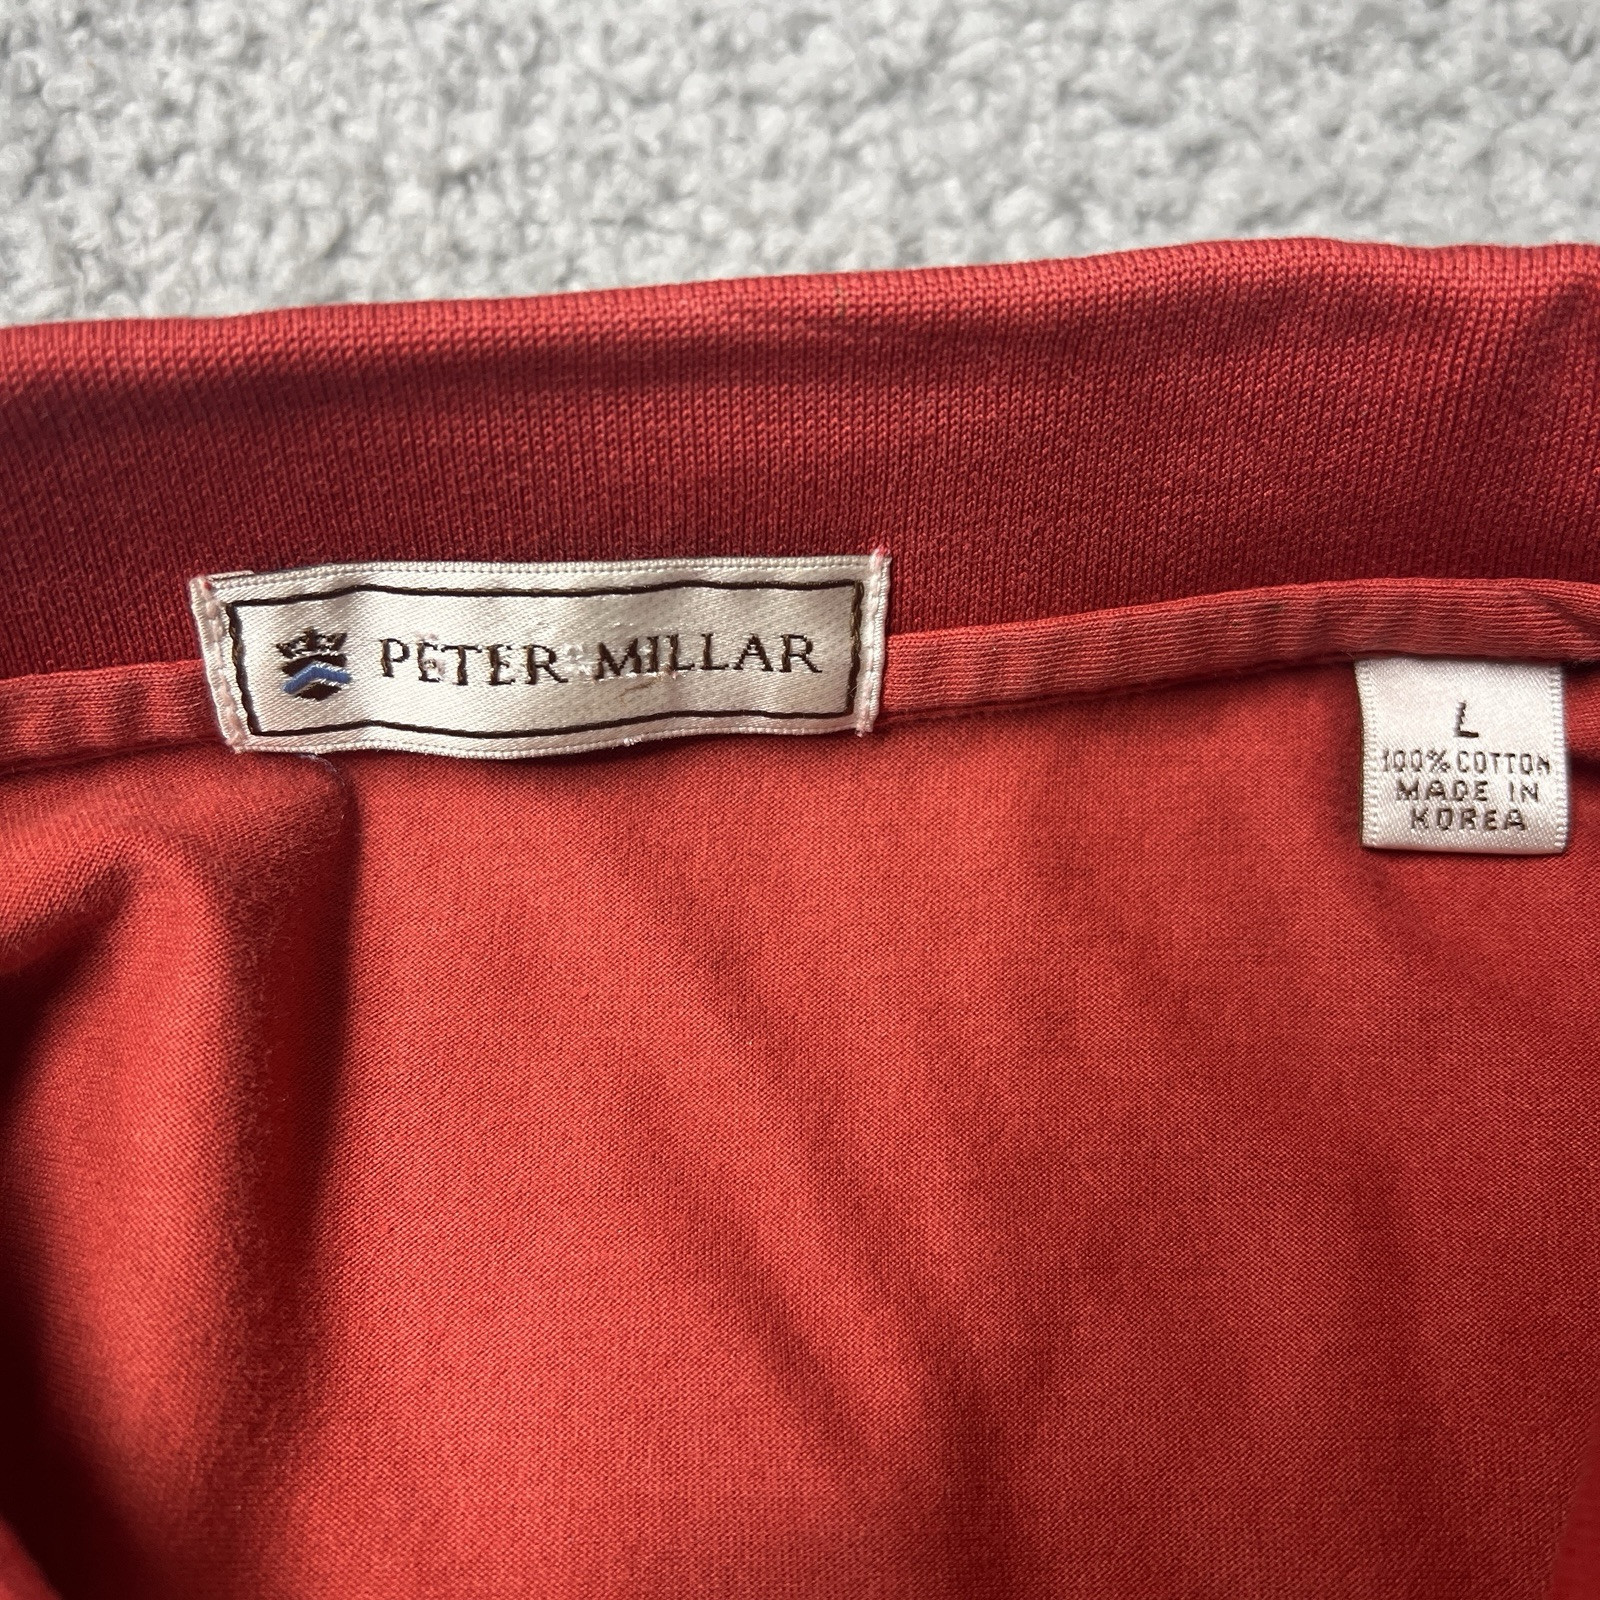 PETER MILLAR
L
100% COTTON
MADE IN
KOREA